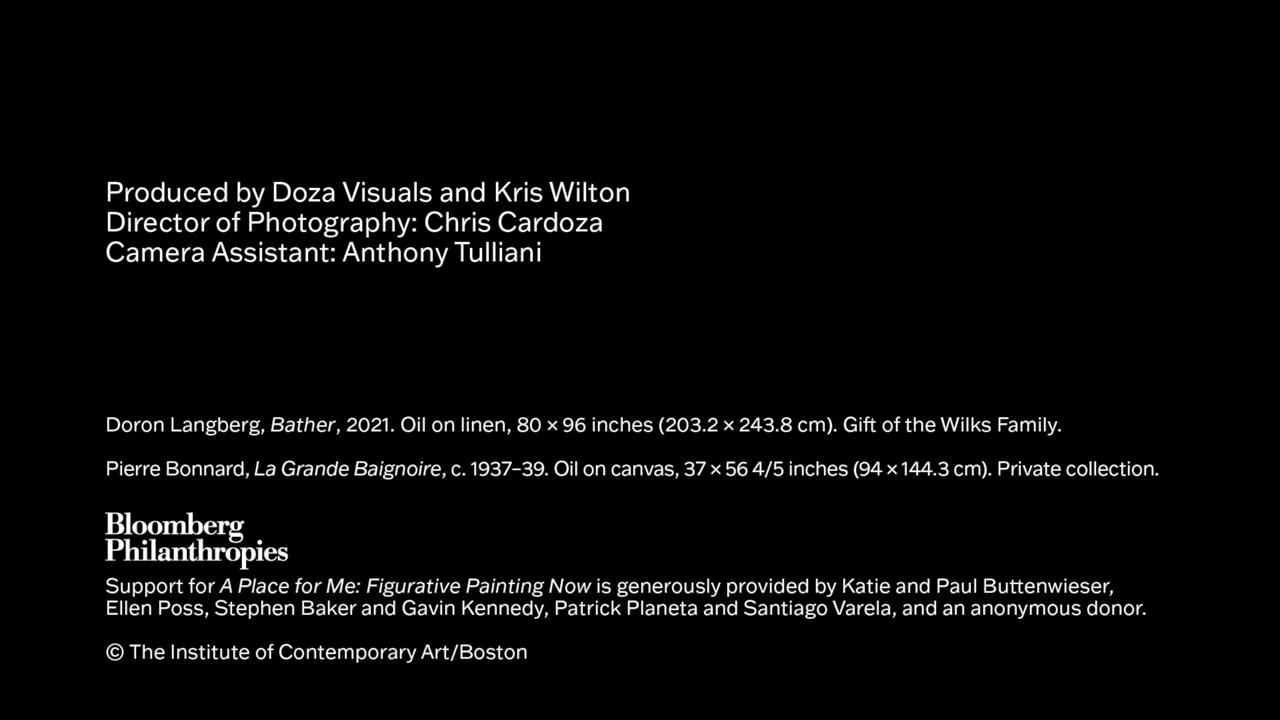 Produced by Doza Visuals and Kris Wilton
Director of Photography: Chris Cardoza
Camera Assistant: Anthony Tulliani
Doron Langberg, Bather, 2021. Oil on linen, 80 × 96 inches (203.2 × 243.8 cm). Gift of the Wilks Family.
Pierre Bonnard, La Grande Baignoire, c. 1937–39. Oil on canvas, 37 × 56 4/5 inches (94 × 144.3 cm). Private collection.
Bloomberg
Philanthropies
Support for A Place for Me: Figurative Painting Now is generously provided by Katie and Paul Buttenwieser,
Ellen Poss, Stephen Baker and Gavin Kennedy, Patrick Planeta and Santiago Varela, and an anonymous donor.
© The Institute of Contemporary Art/Boston